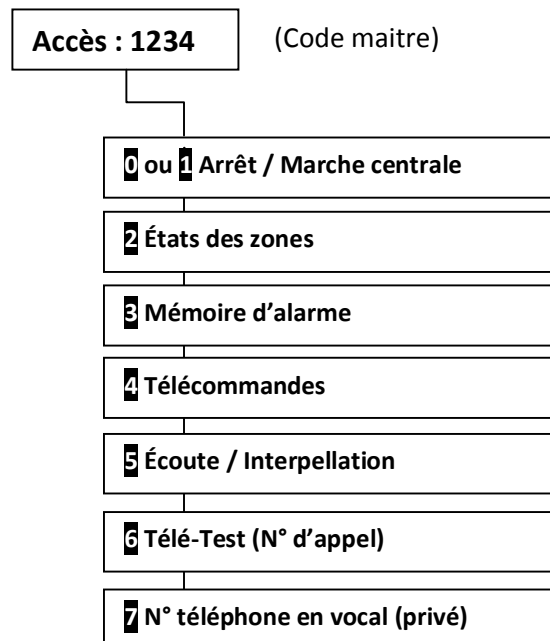 Accès : 1234 (Code maitre)
0 ou 1 Arrêt / Marche centrale
2 États des zones
3 Mémoire d’alarme
4 Télécommandes
5 Écoute / Interpellation
6 Télé-Test (N° d’appel)
7 N° téléphone en vocal (privé)